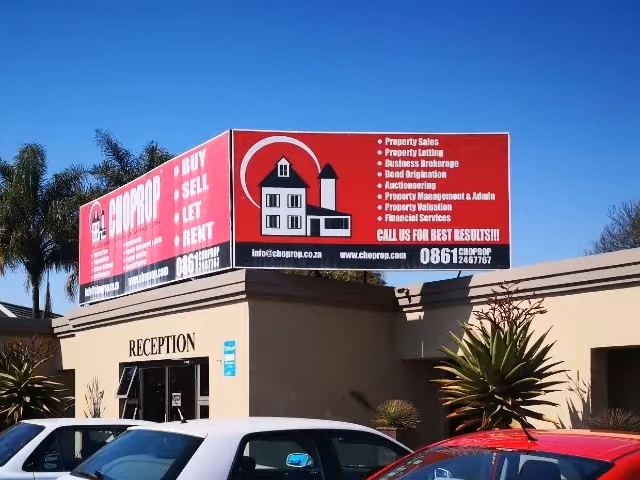 CHOPROP
BUY
SELL
LET
RENT
0861 CHOPROP
2467767
Property Sales
Property Letting
Business Brokerage
Bond Origination
Auctioneering
Property Management & Admin
Property Valuation
Financial Services
CALL US FOR BEST RESULTS!!!
info@choprop.co.za www.choprop.com 0861 CHOPROP
2467767
RECEPTION